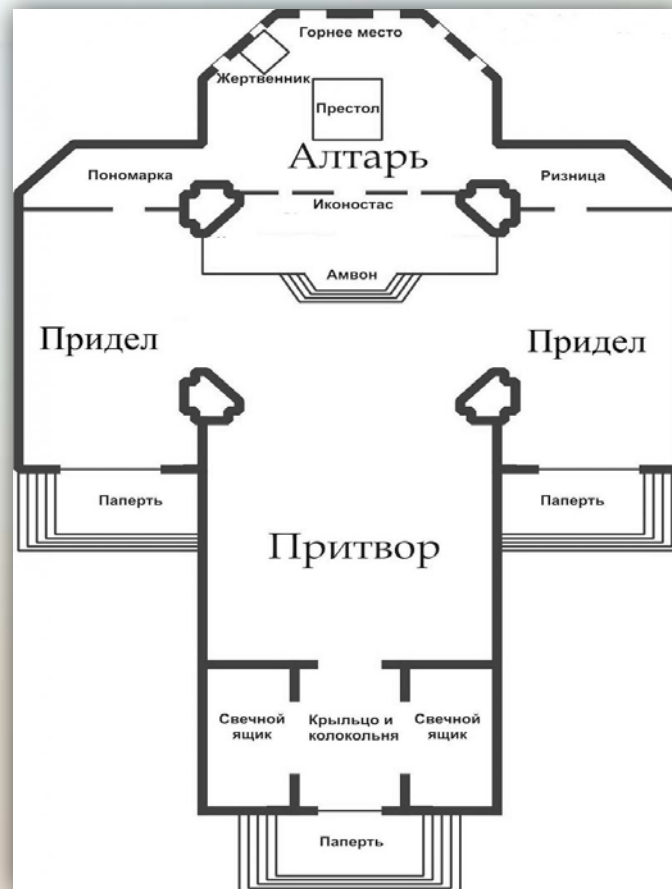 Горнее место
Жертвенник
Престол
Алтарь
Пономарка
Ризница
Иконостас
Амвон
Придел
Придел
Паперть
Паперть
Притвор
Свечной
ящик
Крыльцо и
колокольня
Свечной
ящик
Паперть